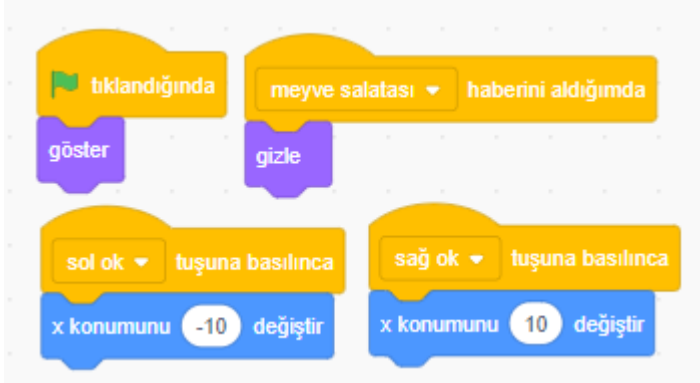 tıklandığında
göster
meyve salatası haberini aldığımda
gizle
sol ok tuşuna basılınca
x konumunu -10 değiştir
sağ ok tuşuna basılınca
x konumunu 10 değiştir